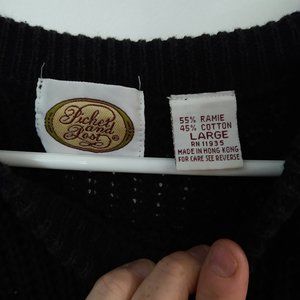 Picket
and
Post
®
55% RAMIE
45% COTTON
LARGE
RN 11935
MADE IN HONG KONG
FOR CARE SEE REVERSE